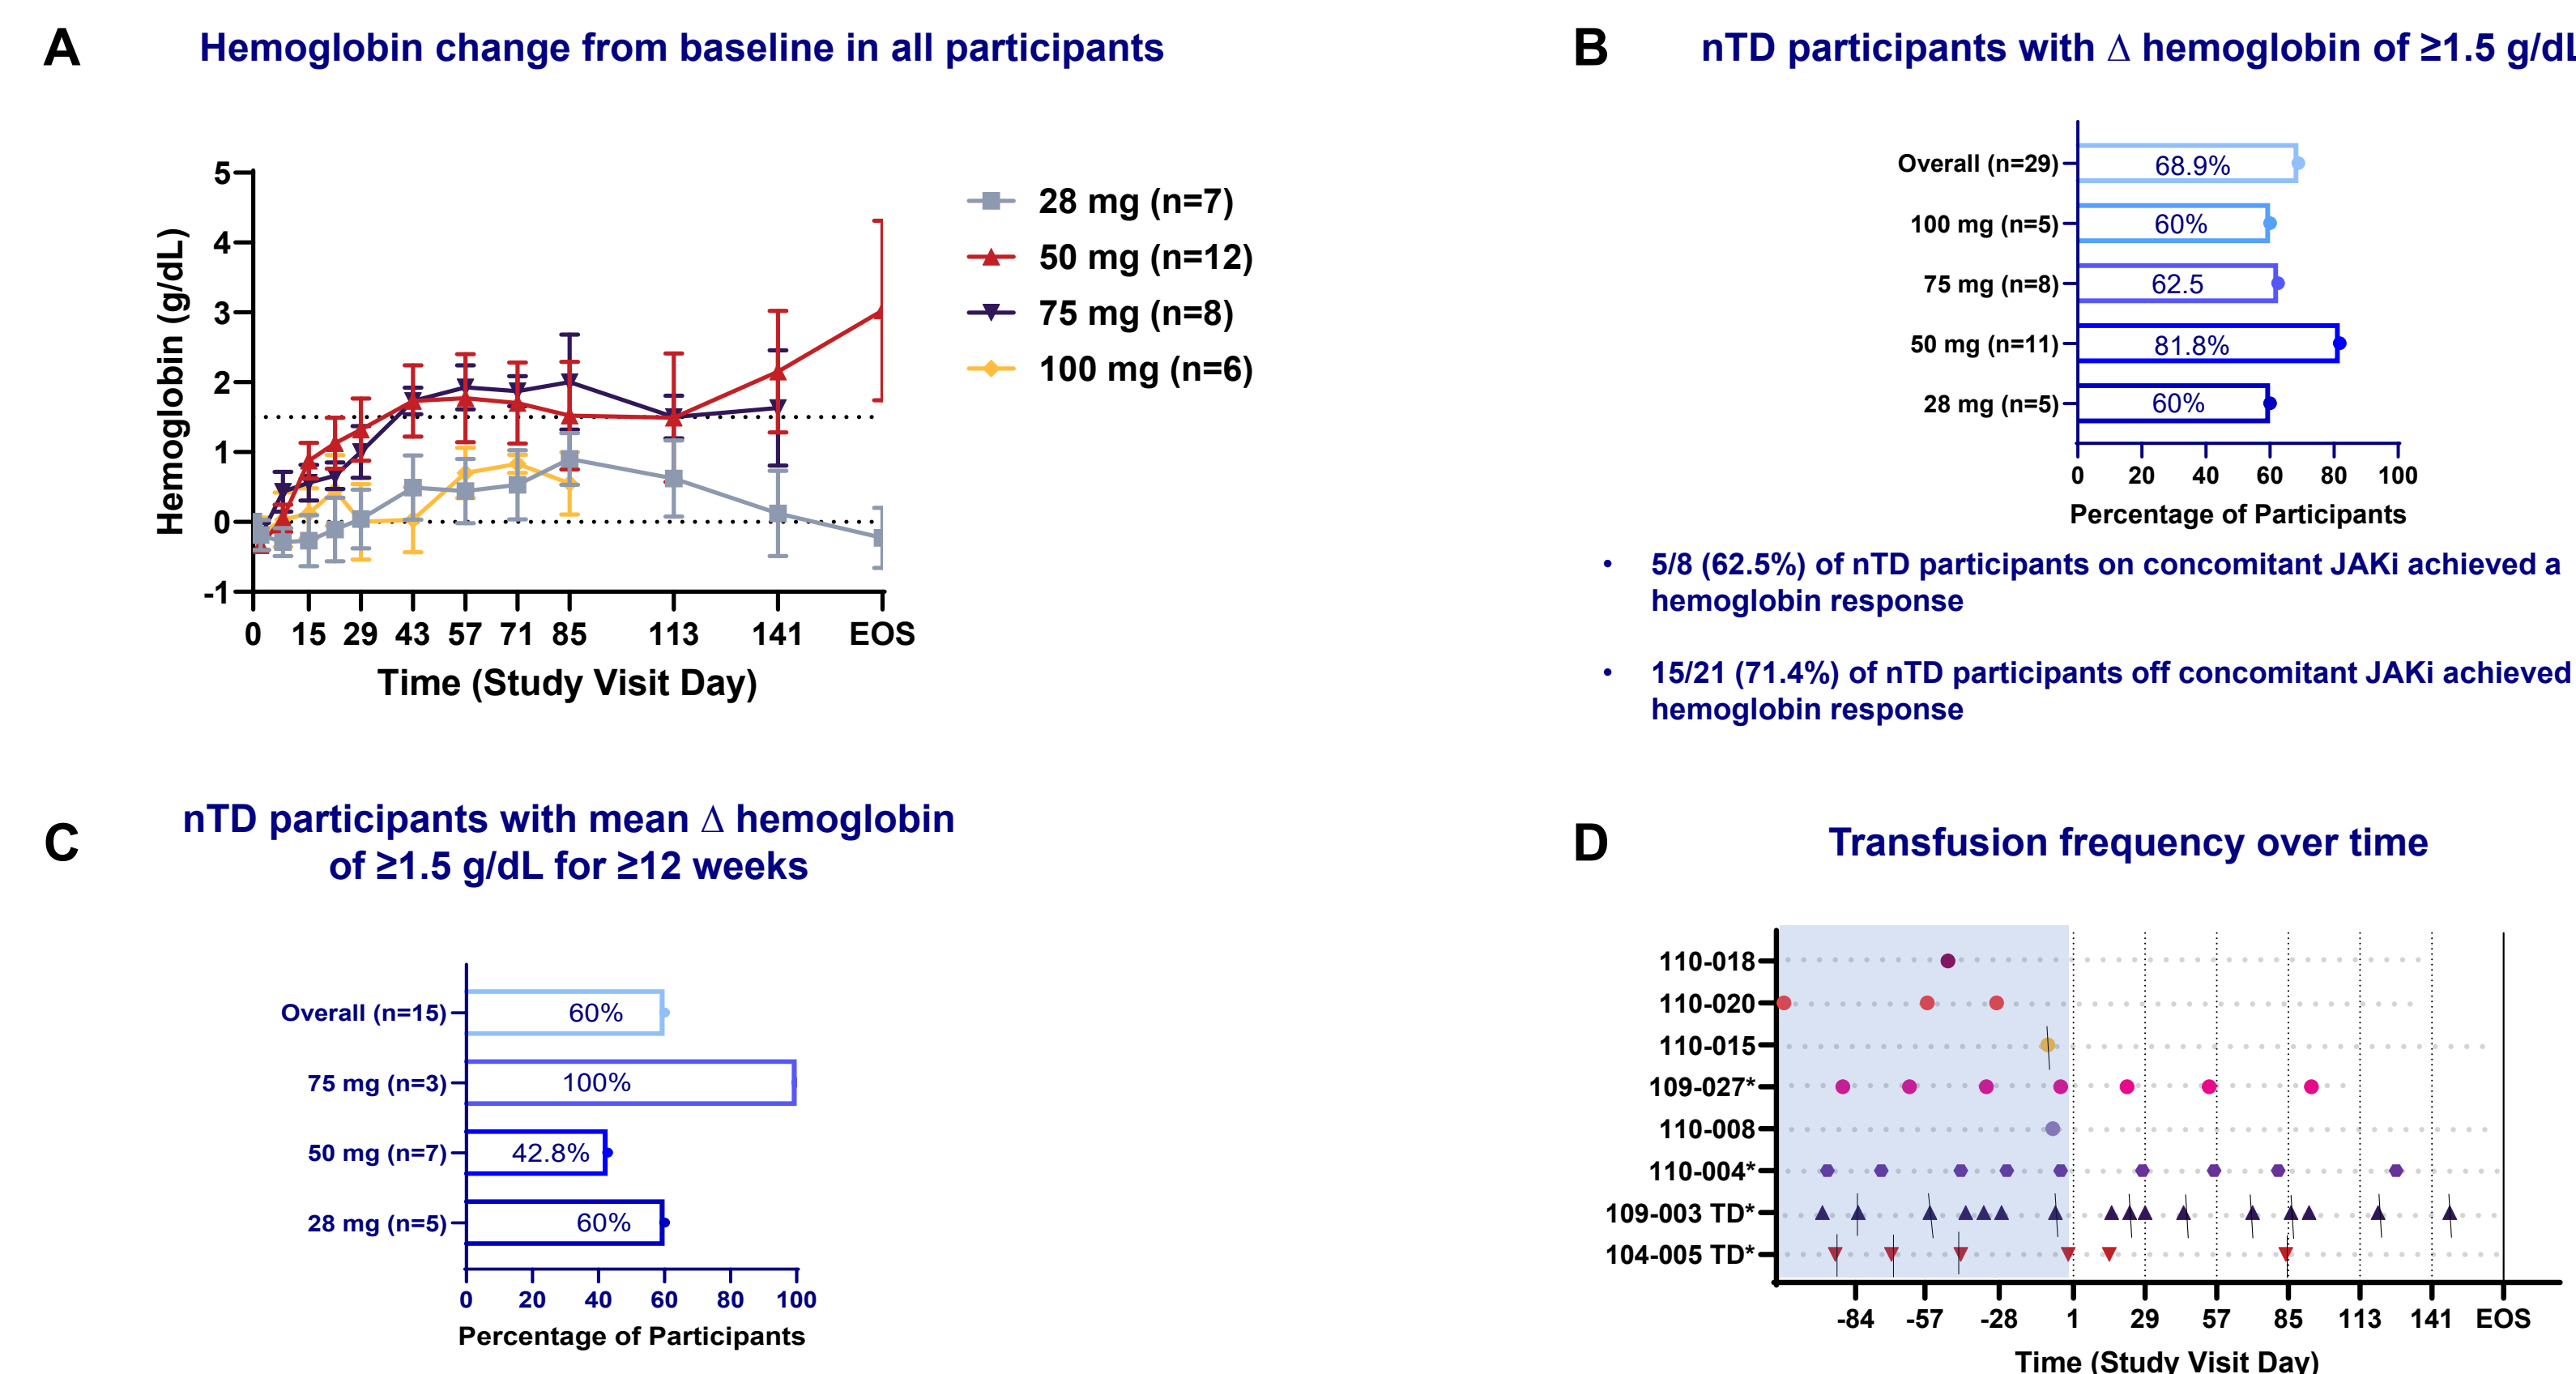 A
Hemoglobin change from baseline in all participants
Hemoglobin (g/dL)
5
4
3
2
1
0
-1
0 15 29 43 57 71 85 113 141 EOS
Time (Study Visit Day)
28 mg (n=7)
50 mg (n=12)
75 mg (n=8)
100 mg (n=6)
B
nTD participants with Δ hemoglobin of ≥1.5 g/dL
Overall (n=29) 68.9%
100 mg (n=5) 60%
75 mg (n=8) 62.5
50 mg (n=11) 81.8%
28 mg (n=5) 60%
0 20 40 60 80 100
Percentage of Participants
• 5/8 (62.5%) of nTD participants on concomitant JAKi achieved a
hemoglobin response
• 15/21 (71.4%) of nTD participants off concomitant JAKi achieved
hemoglobin response
C
nTD participants with mean Δ hemoglobin
of ≥1.5 g/dL for ≥12 weeks
Overall (n=15) 60%
75 mg (n=3) 100%
50 mg (n=7) 42.8%
28 mg (n=5) 60%
0 20 40 60 80 100
Percentage of Participants
D
Transfusion frequency over time
110-018
110-020
110-015
109-027*
110-008
110-004*
109-003 TD*
104-005 TD*
-84 -57 -28 1 29 57 85 113 141 EOS
Time (Study Visit Day)